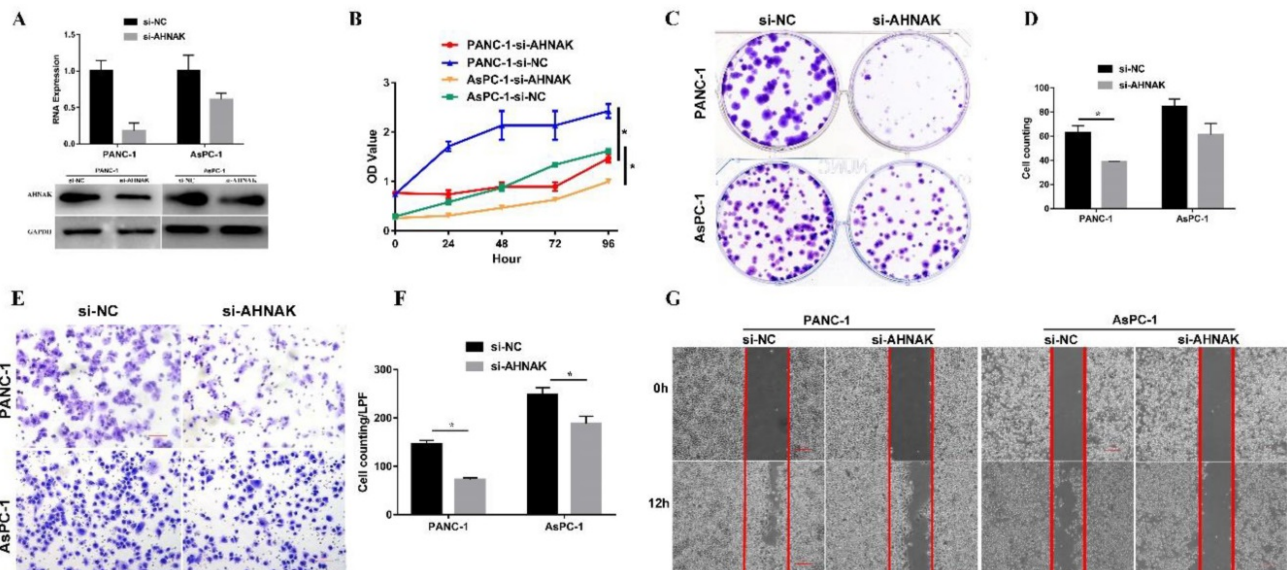 A
si-NC
si-AHNAK
RNA Expression
1.5
1.0
0.5
0.0
PANC-1
AsPC-1
PANC-1
AsPC-1
si-NC
si-AHNAK
si-NC
si-AHNAK
AHNAK
GAPDH
B
PANC-1-si-AHNAK
PANC-1-si-NC
AsPC-1-si-AHNAK
AsPC-1-si-NC
OD Value
3
2
1
0
*
*
0
24
48
72
96
Hour
C
si-NC
si-AHNAK
PANC-1
AsPC-1
D
si-NC
si-AHNAK
Cell counting
100
80
60
40
20
0
*
PANC-1
AsPC-1
E
si-NC
si-AHNAK
PANC-1
AsPC-1
F
si-NC
si-AHNAK
Cell counting/LPF
300
200
100
0
*
*
PANC-1
AsPC-1
G
PANC-1
AsPC-1
si-NC
si-AHNAK
si-NC
si-AHNAK
0h
12h